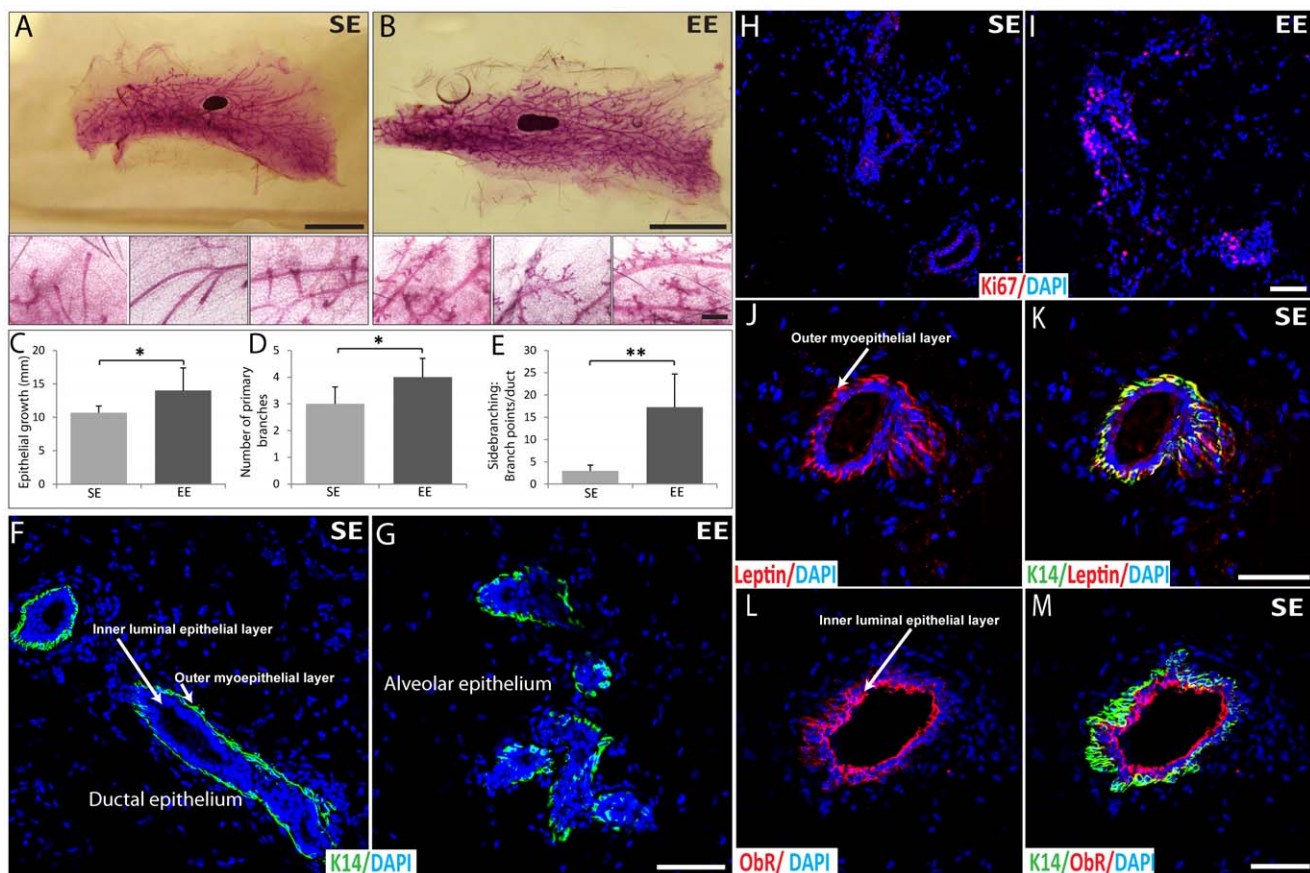 A
SE
B
EE
C
Epithelial growth (mm)
20
15
10
5
0
*
SE
EE
D
Number of primary
branches
5
4
3
2
1
0
*
SE
EE
E
Sidebranching:
Branch points/duct
30
25
20
15
10
5
0
**
SE
EE
F
SE
Inner luminal epithelial layer
Outer myoepithelial layer
Ductal epithelium
G
EE
Alveolar epithelium
K14/DAPI
H
SE
I
EE
Ki67/DAPI
J
Outer myoepithelial layer
Leptin/DAPI
K
SE
K14/Leptin/DAPI
L
Inner luminal epithelial layer
ObR/ DAPI
M
SE
K14/ObR/DAPI